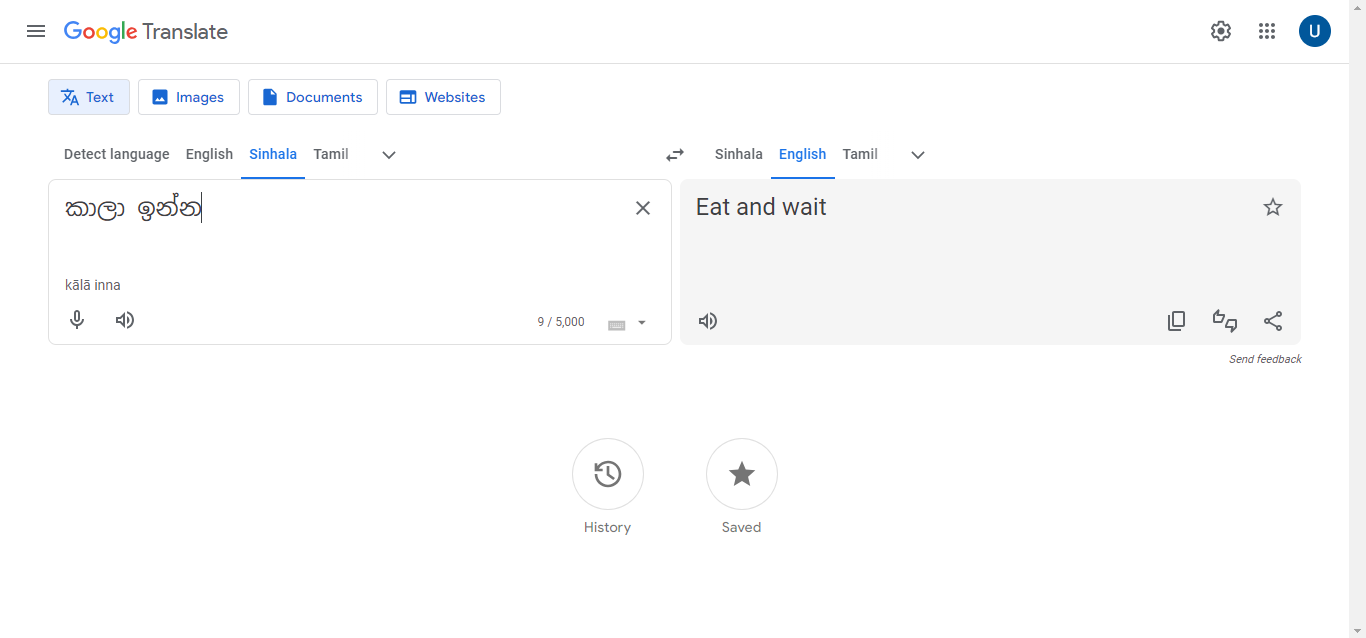 Google Translate
U
Text Images Documents Websites
Detect language English Sinhala Tamil
Sinhala English Tamil
කාලා ඉන්න
Eat and wait
kālā inna
9 / 5,000
Send feedback
History Saved